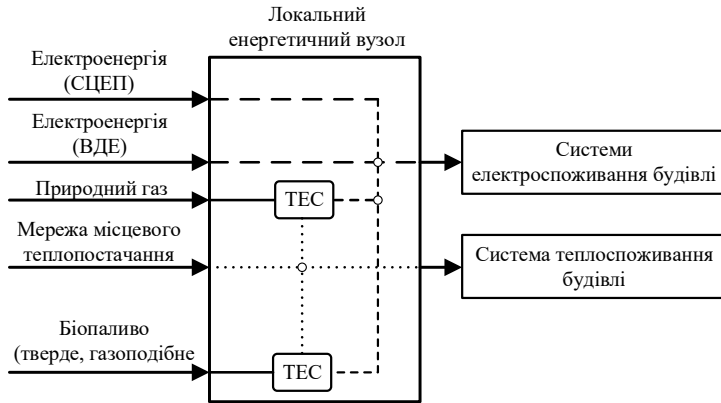 Локальний
енергетичний вузол
Електроенергія
(СЦЕП)
Електроенергія
(ВДЕ)
Природний газ
Мережа місцевого
теплопостачання
Біопаливо
(тверде, газоподібне
ТЕС
ТЕС
Системи
електроспоживання будівлі
Система теплоспоживання
будівлі